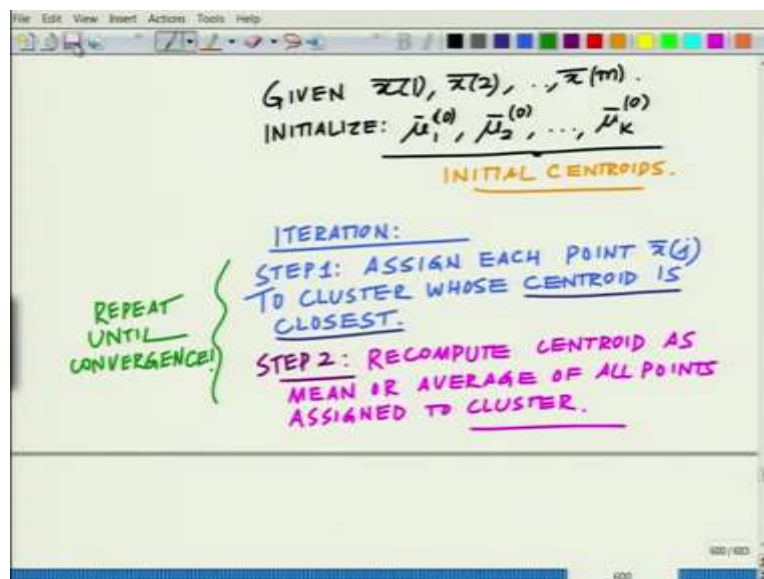 File Edit View Insert Actions Tools Help
GIVEN x̅(1), x̅(2), .., x̅(m).
INITIALIZE: μ̅₁⁽⁰⁾, μ̅₂⁽⁰⁾, ..., μ̅_K⁽⁰⁾
INITIAL CENTROIDS.
ITERATION:
STEP1: ASSIGN EACH POINT x̅(j)
TO CLUSTER WHOSE CENTROID IS
CLOSEST.
REPEAT
UNTIL
CONVERGENCE!
STEP 2: RECOMPUTE CENTROID AS
MEAN OR AVERAGE OF ALL POINTS
ASSIGNED TO CLUSTER.
600